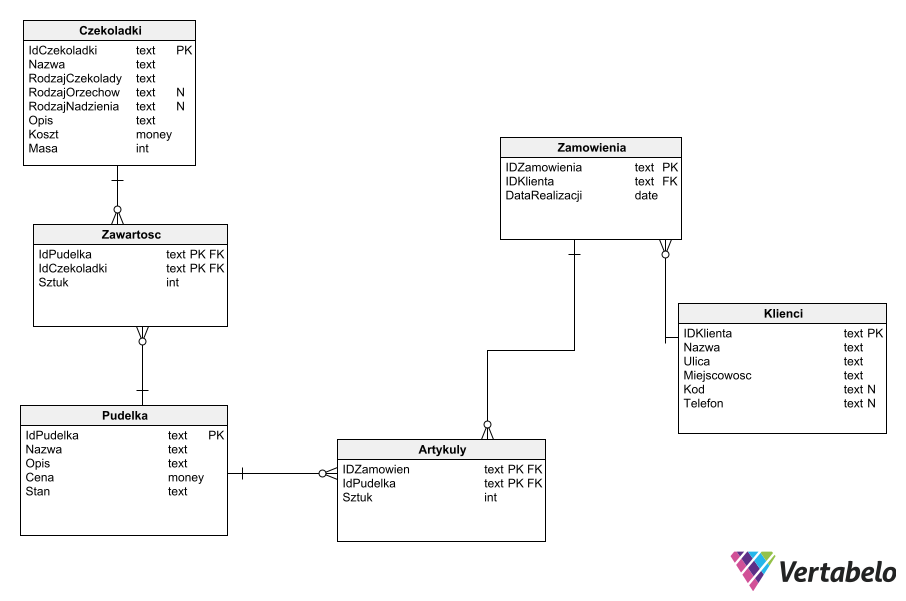 Czekoladki
IdCzekoladki text PK
Nazwa text
RodzajCzekolady text
RodzajOrzechow text N
RodzajNadzienia text N
Opis text
Koszt money
Masa int
Zamowienia
IDZamowienia text PK
IDKlienta text FK
DataRealizacji date
Zawartosc
IdPudelka text PK FK
IdCzekoladki text PK FK
Sztuk int
Klienci
IDKlienta text PK
Nazwa text
Ulica text
Miejscowosc text
Kod text N
Telefon text N
Pudelka
IdPudelka text PK
Nazwa text
Opis text
Cena money
Stan text
Artykuly
IDZamowien text PK FK
IdPudelka text PK FK
Sztuk int
Vertabelo